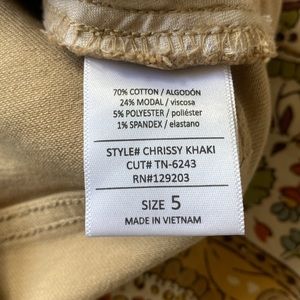 70% COTTON / ALGODÓN
24% MODAL / viscosa
5% POLYESTER / poliéster
1% SPANDEX / elastano
STYLE# CHRISSY KHAKI
CUT# TN-6243
RN#129203
SIZE 5
MADE IN VIETNAM